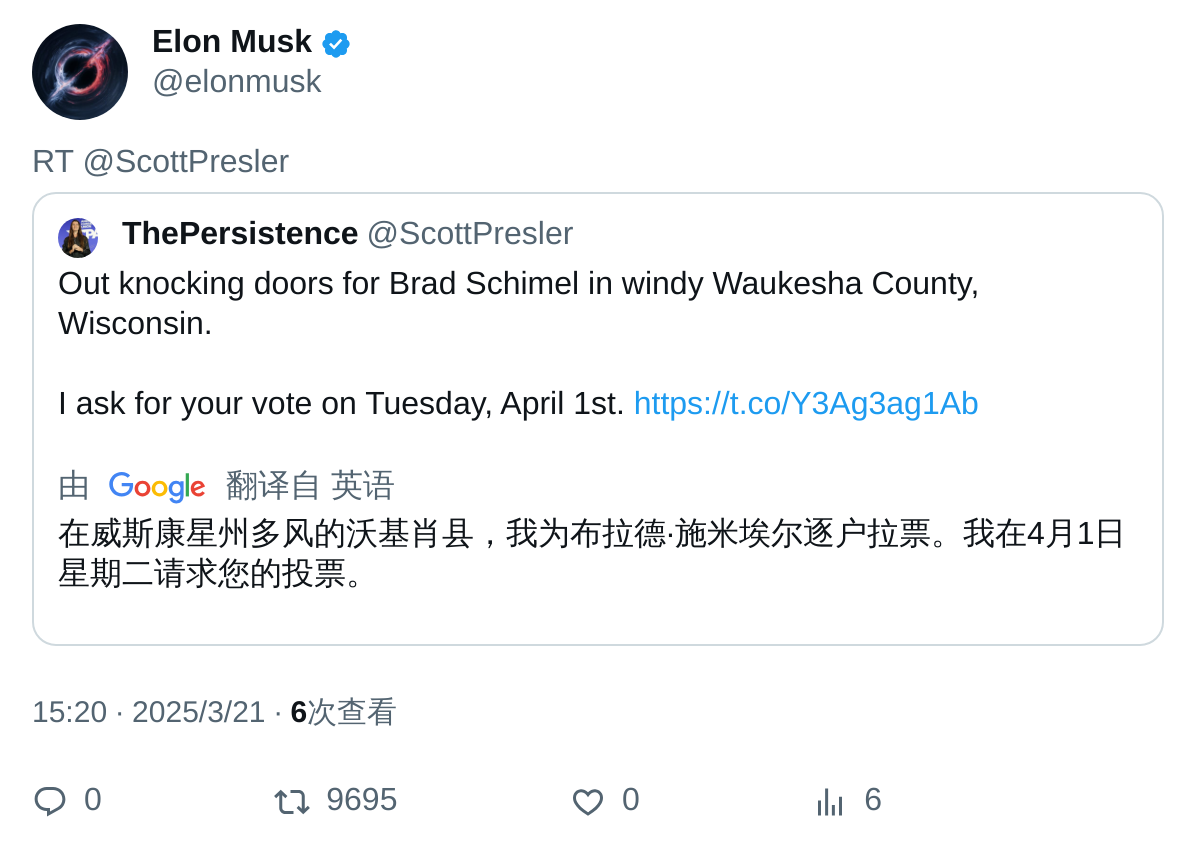 Elon Musk
@elonmusk
RT @ScottPresler
ThePersistence @ScottPresler
Out knocking doors for Brad Schimel in windy Waukesha County,
Wisconsin.
I ask for your vote on Tuesday, April 1st. https://t.co/Y3Ag3ag1Ab
由 Google 翻译自 英语
在威斯康星州多风的沃基肖县，我为布拉德·施米埃尔逐户拉票。我在4月1日
星期二请求您的投票。
15:20 · 2025/3/21 · 6次查看
0 9695 0 6